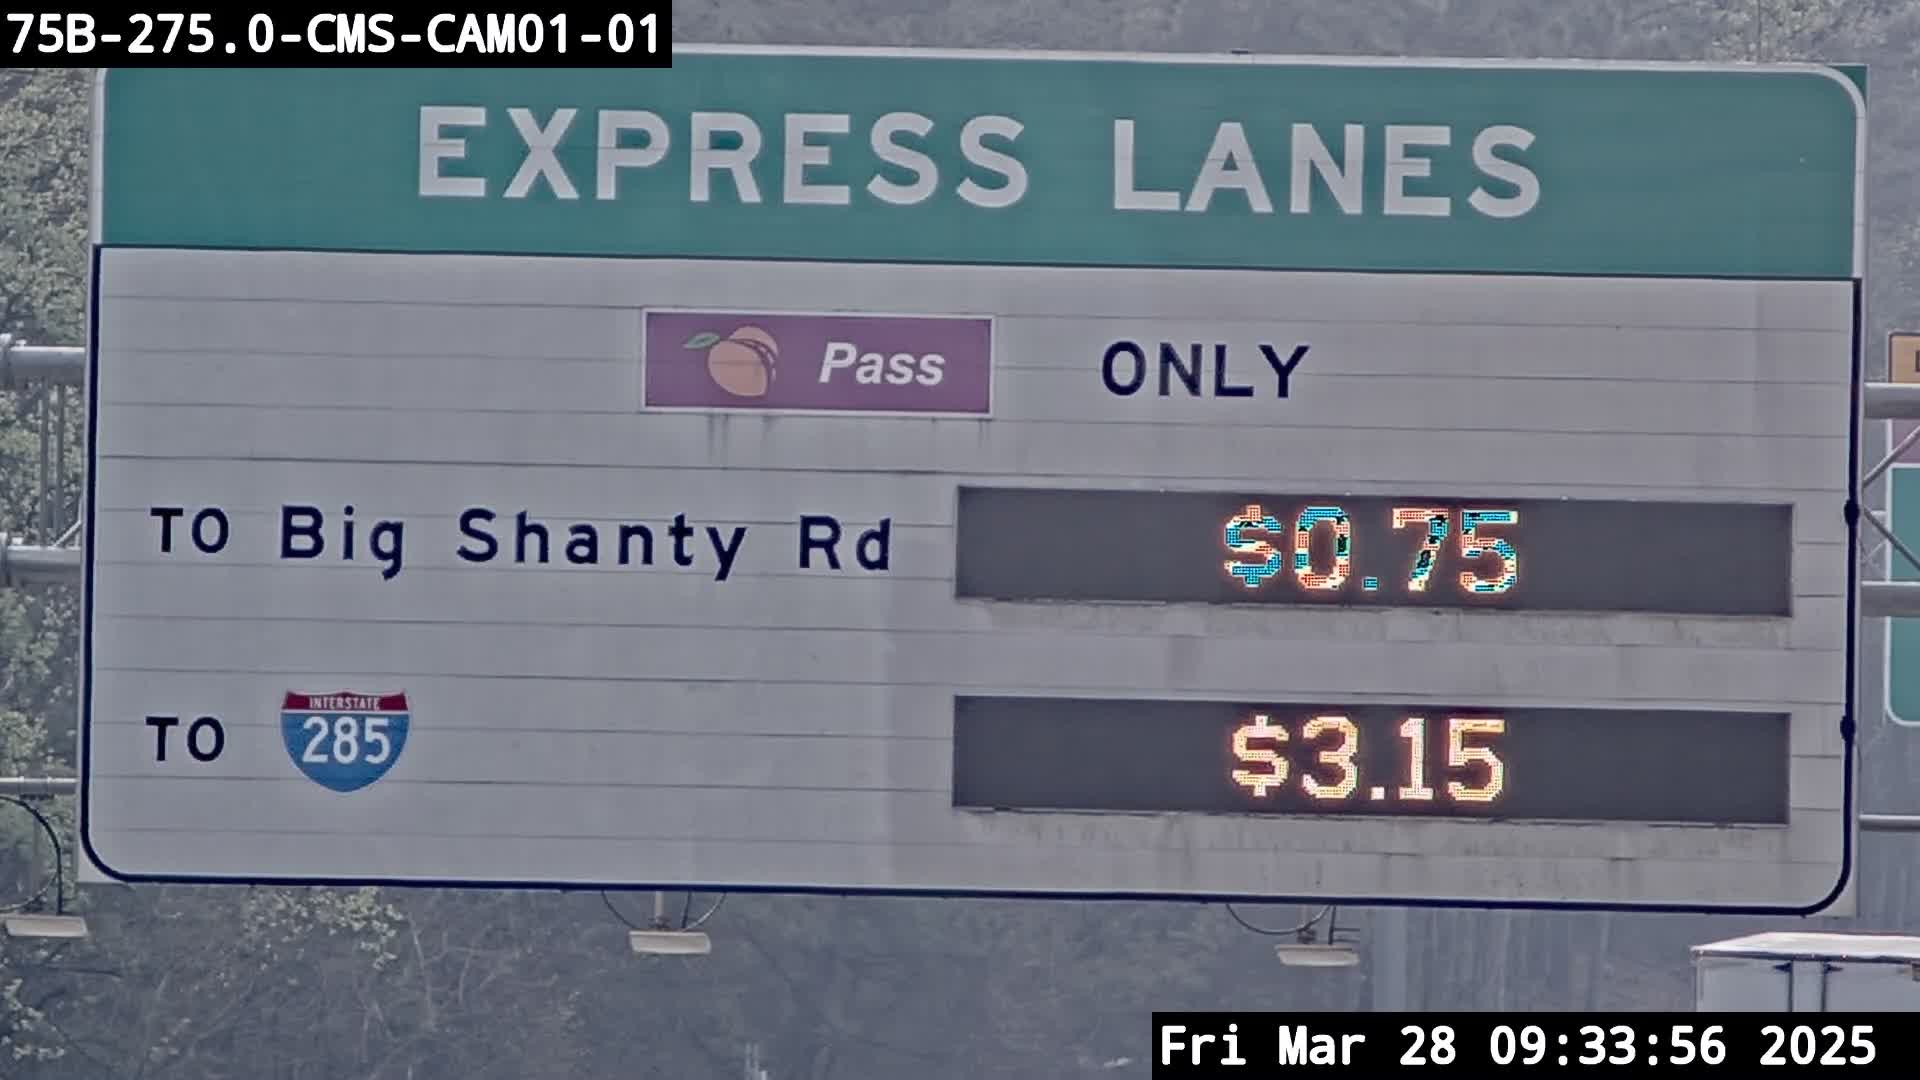 75B-275.0-CMS-CAM01-01
EXPRESS LANES
Pass ONLY
TO Big Shanty Rd $0.75
INTERSTATE
TO 285 $3.15
Fri Mar 28 09:33:56 2025